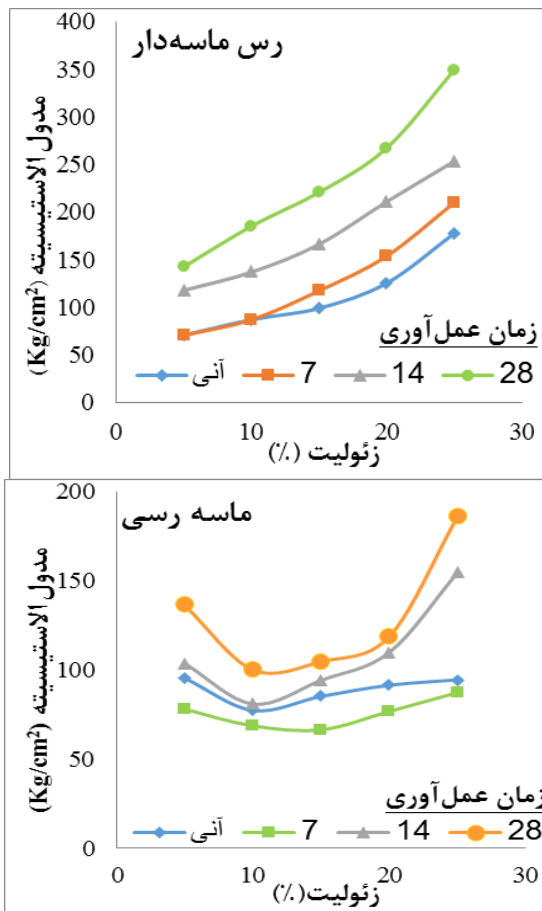 رس ماسه‌دار
مدول الاستیسیته (Kg/cm²)
400
350
300
250
200
150
100
50
0
زمان عمل‌آوری
آنی 7 14 28
0 10 20 30
زئولیت (٪)
ماسه رسی
مدول الاستیسیته (Kg/cm²)
200
150
100
50
0
زمان عمل‌آوری
آنی 7 14 28
0 10 20 30
زئولیت(٪)